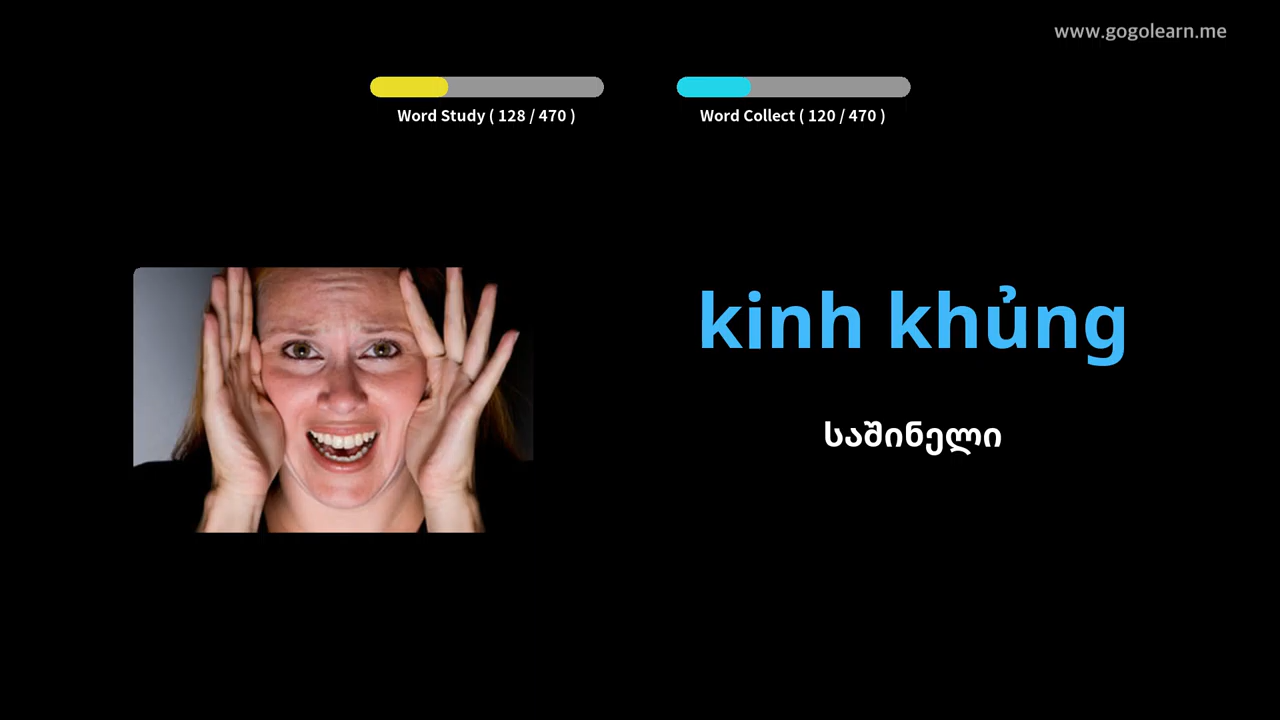 www.gogolearn.me
Word Study ( 128 / 470 )
Word Collect ( 120 / 470 )
kinh khủng
საშინელი